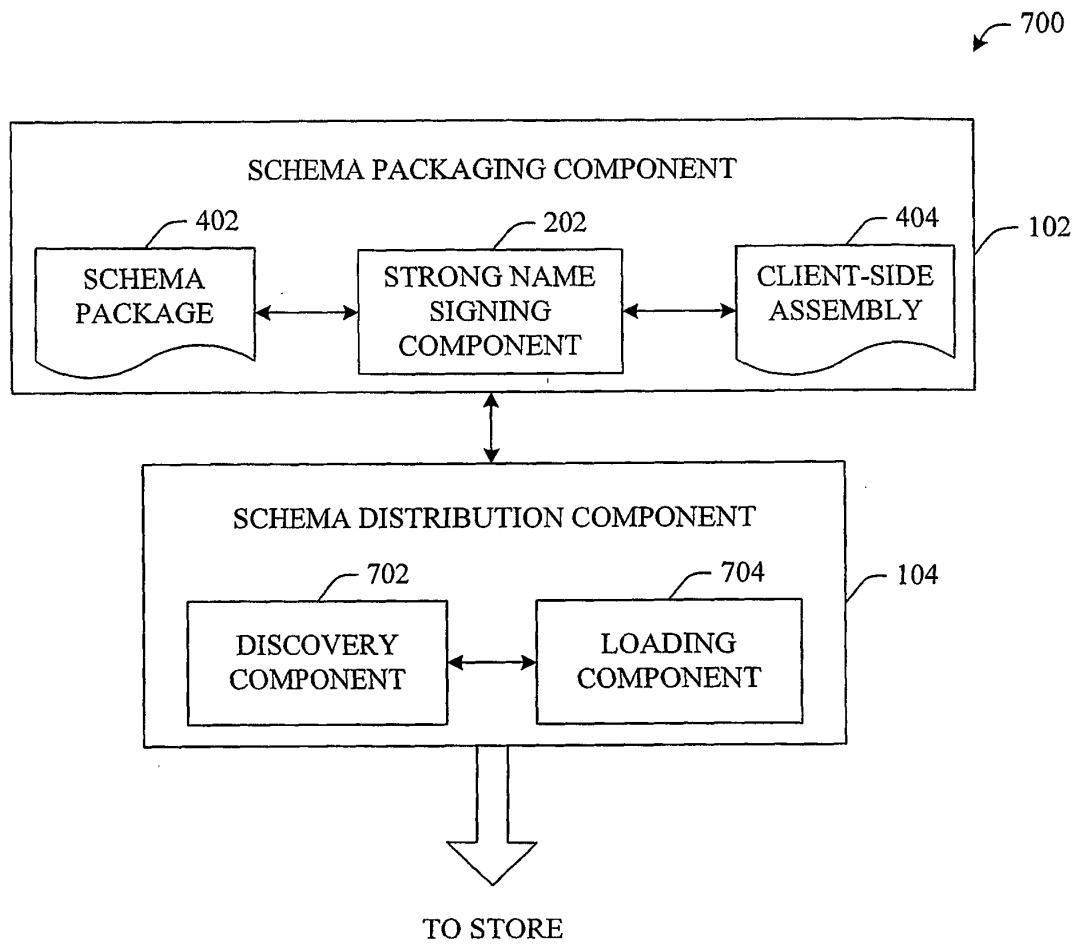 700
SCHEMA PACKAGING COMPONENT
402
202
404
102
SCHEMA
PACKAGE
STRONG NAME
SIGNING
COMPONENT
CLIENT-SIDE
ASSEMBLY
SCHEMA DISTRIBUTION COMPONENT
702
704
104
DISCOVERY
COMPONENT
LOADING
COMPONENT
TO STORE